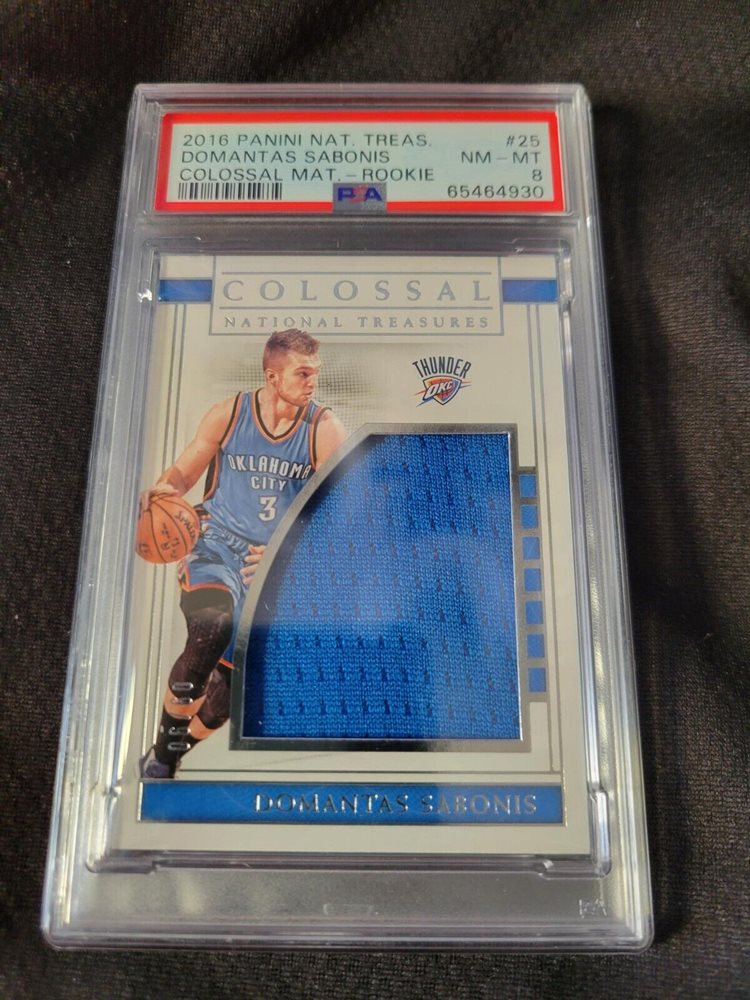 2016 PANINI NAT. TREAS. #25
DOMANTAS SABONIS NM - MT
COLOSSAL MAT. - ROOKIE 8
PSA 65464930
COLOSSAL
NATIONAL TREASURES
THUNDER
OKC
OKLAHOMA
CITY
3
SPALDING
DOMANTAS SABONIS